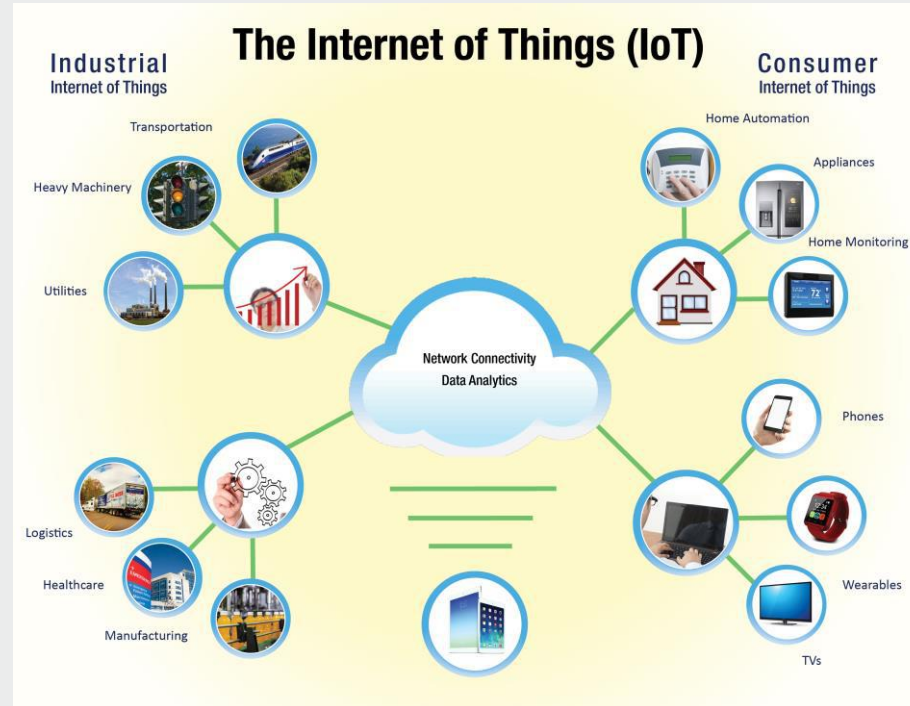 The Internet of Things (IoT)
Industrial
Internet of Things
Consumer
Internet of Things
Transportation
Heavy Machinery
Utilities
Home Automation
Appliances
Home Monitoring
72
Network Connectivity
Data Analytics
Logistics
Healthcare
Manufacturing
Phones
Wearables
TVs